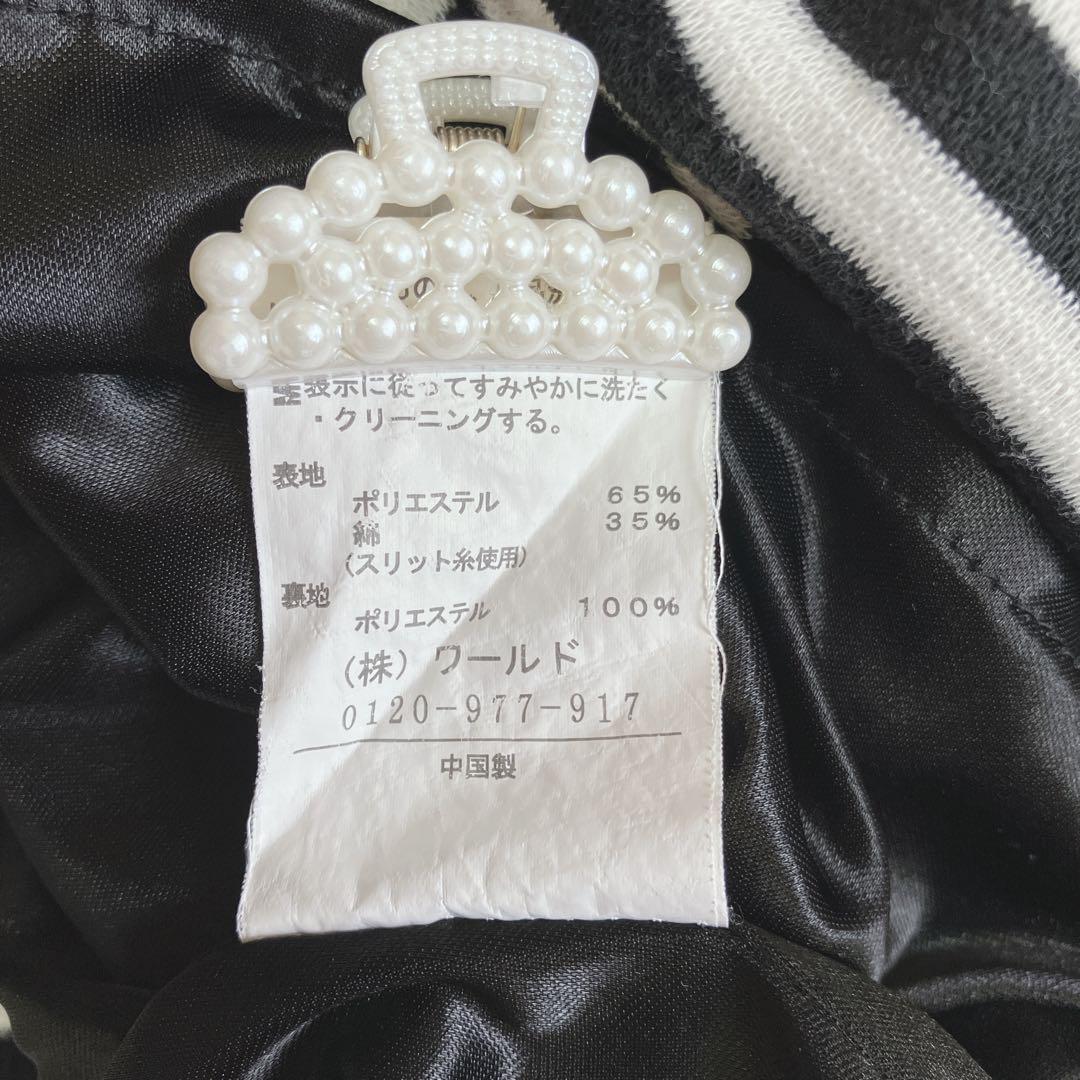 の
表示に従ってすみやかに洗たく
・クリーニングする。
表地
ポリエステル 65%
綿 35%
(スリット糸使用)
裏地
ポリエステル 100%
(株)ワールド
0120-977-917
中国製